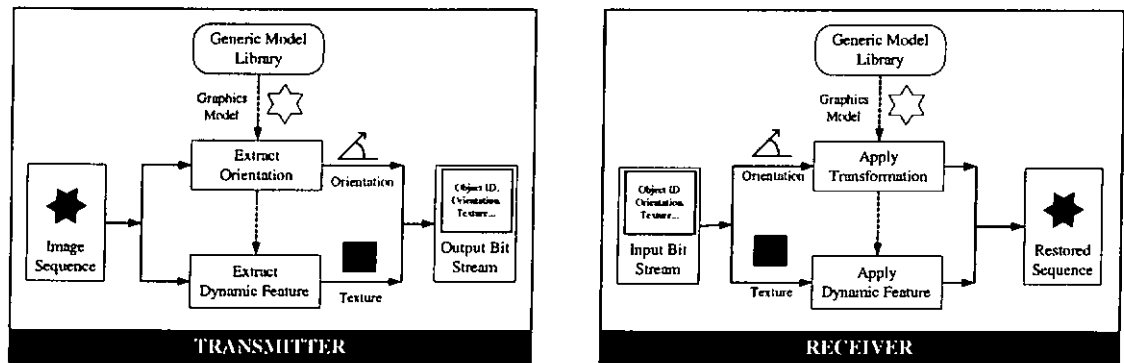 Generic Model
Library
Graphics
Model
Extract
Orientation
Orientation
Image
Sequence
Object ID,
Orientation,
Texture...
Output Bit
Stream
Extract
Dynamic Feature
Texture
TRANSMITTER
Generic Model
Library
Graphics
Model
Apply
Transformation
Orientation
Object ID
Orientation,
Texture...
Input Bit
Stream
Restored
Sequence
Texture
Apply
Dynamic Feature
RECEIVER